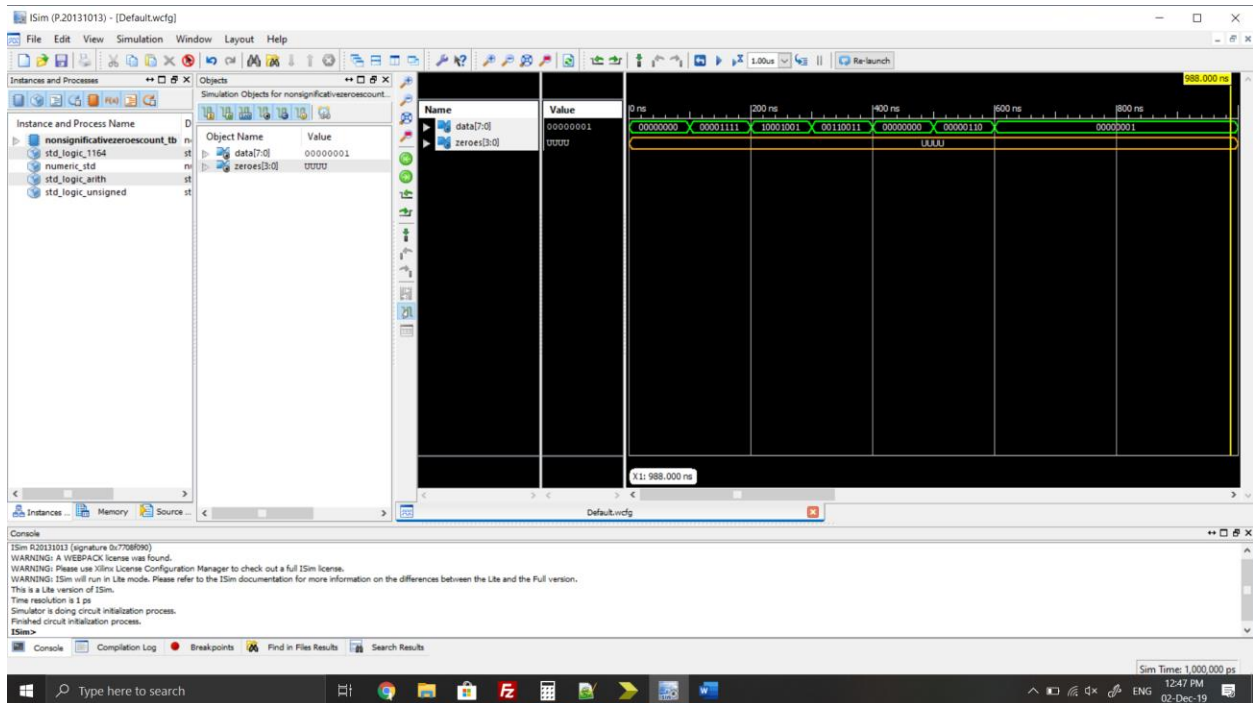 ISim (P.20131013) - [Default.wcfg]
File Edit View Simulation Window Layout Help
1.00us
Re-launch
Instances and Processes
Instance and Process Name D
nonsignificativezeroescount_tb n
std_logic_1164 st
numeric_std n
std_logic_arith st
std_logic_unsigned st
Instances ... Memory Source ...
Objects
Simulation Objects for nonsignificativezeroescount...
Object Name Value
data[7:0] 00000001
zeroes[3:0] UUUU
988.000 ns
Name Value
0 ns 200 ns 400 ns 600 ns 800 ns
data[7:0] 00000001 00000000 00001111 10001001 00110011 00000000 00000110 00000001
zeroes[3:0] UUUU UUUU
X1: 988.000 ns
Default.wcfg
Console
ISim P.20131013 (signature 0x7708f090)
WARNING: A WEBPACK license was found.
WARNING: Please use Xilinx License Configuration Manager to check out a full ISim license.
WARNING: ISim will run in Lite mode. Please refer to the ISim documentation for more information on the differences between the Lite and the Full version.
This is a Lite version of ISim.
Time resolution is 1 ps
Simulator is doing circuit initialization process.
Finished circuit initialization process.
ISim>
Console Compilation Log Breakpoints Find in Files Results Search Results
Sim Time: 1,000,000 ps
Type here to search
ENG
12:47 PM
02-Dec-19